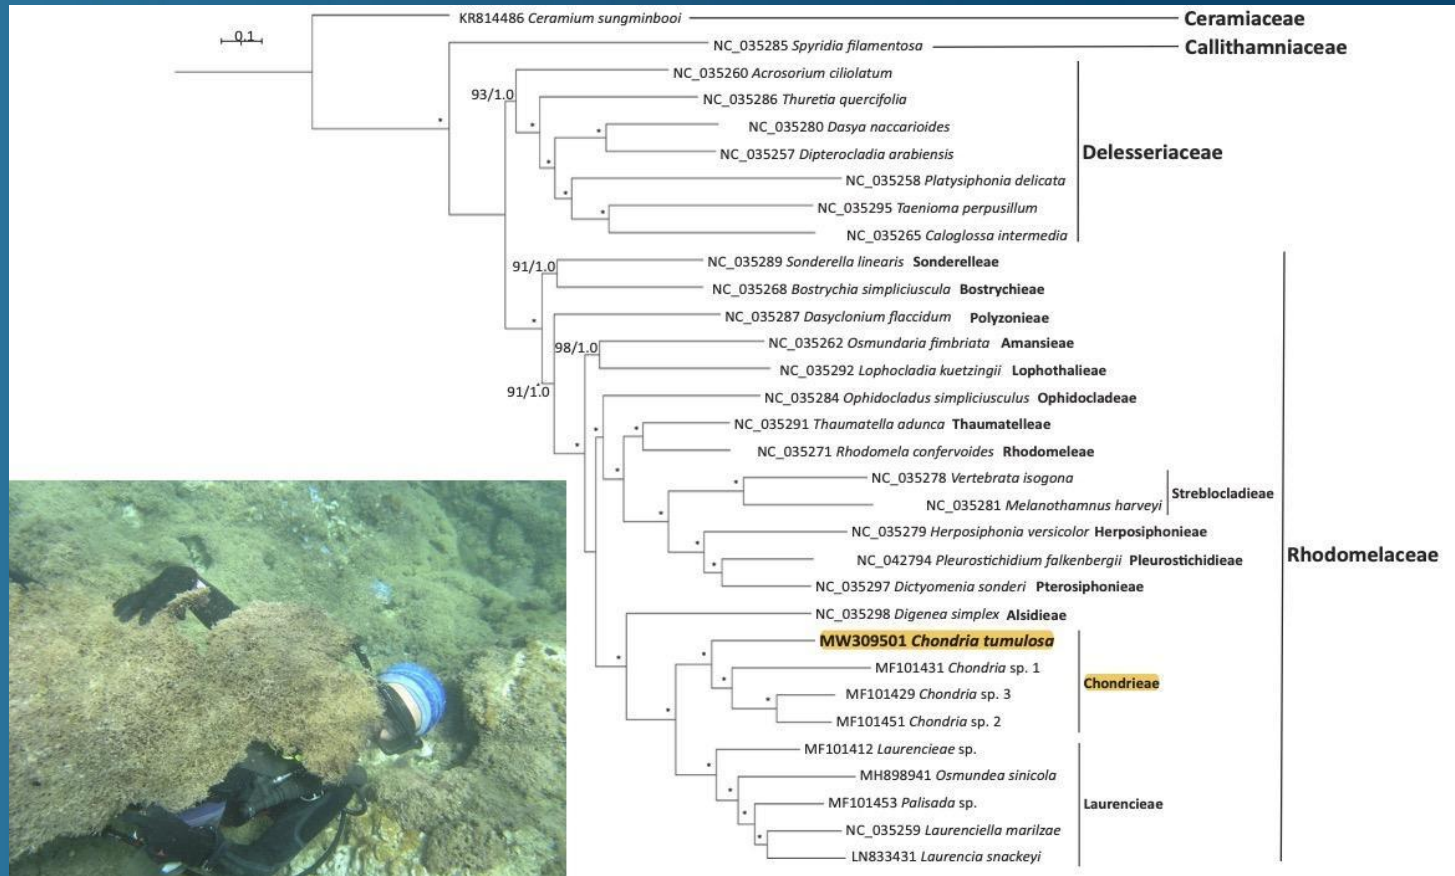 KR814486 Ceramium sungminbooi Ceramiaceae
0.1
NC_035285 Spyridia filamentosa Callithamniaceae
NC_035260 Acrosorium ciliolatum
93/1.0
NC_035286 Thuretia quercifolia
*
NC_035280 Dasya naccarioides
* *
NC_035257 Dipterocladia arabiensis Delesseriaceae
*
NC_035258 Platysiphonia delicata
*
NC_035295 Taenioma perpusillum
*
NC_035265 Caloglossa intermedia
NC_035289 Sonderella linearis Sonderelleae
91/1.0
NC_035268 Bostrychia simpliciuscula Bostrychieae
NC_035287 Dasyclonium flaccidum Polyzonieae
*
NC_035262 Osmundaria fimbriata Amansieae
98/1.0
NC_035292 Lophocladia kuetzingii Lophothalieae
*
91/1.0
NC_035284 Ophidocladus simpliciusculus Ophidocladeae
NC_035291 Thaumatella adunca Thaumatelleae
* *
*
NC_035271 Rhodomela confervoides Rhodomeleae
*
NC_035278 Vertebrata isogona
*
Streblocladieae
NC_035281 Melanothamnus harveyi
*
NC_035279 Herposiphonia versicolor Herposiphonieae
*
NC_042794 Pleurostichidium falkenbergii Pleurostichidieae
Rhodomelaceae
*
NC_035297 Dictyomenia sonderi Pterosiphonieae
NC_035298 Digenea simplex Alsidieae
MW309501 Chondria tumulosa
* *
MF101431 Chondria sp. 1
*
Chondrieae
MF101429 Chondria sp. 3
*
*
MF101451 Chondria sp. 2
MF101412 Laurencieae sp.
*
MH898941 Osmundea sinicola
*
MF101453 Palisada sp. Laurencieae
*
NC_035259 Laurenciella marilzae
*
LN833431 Laurencia snackeyi